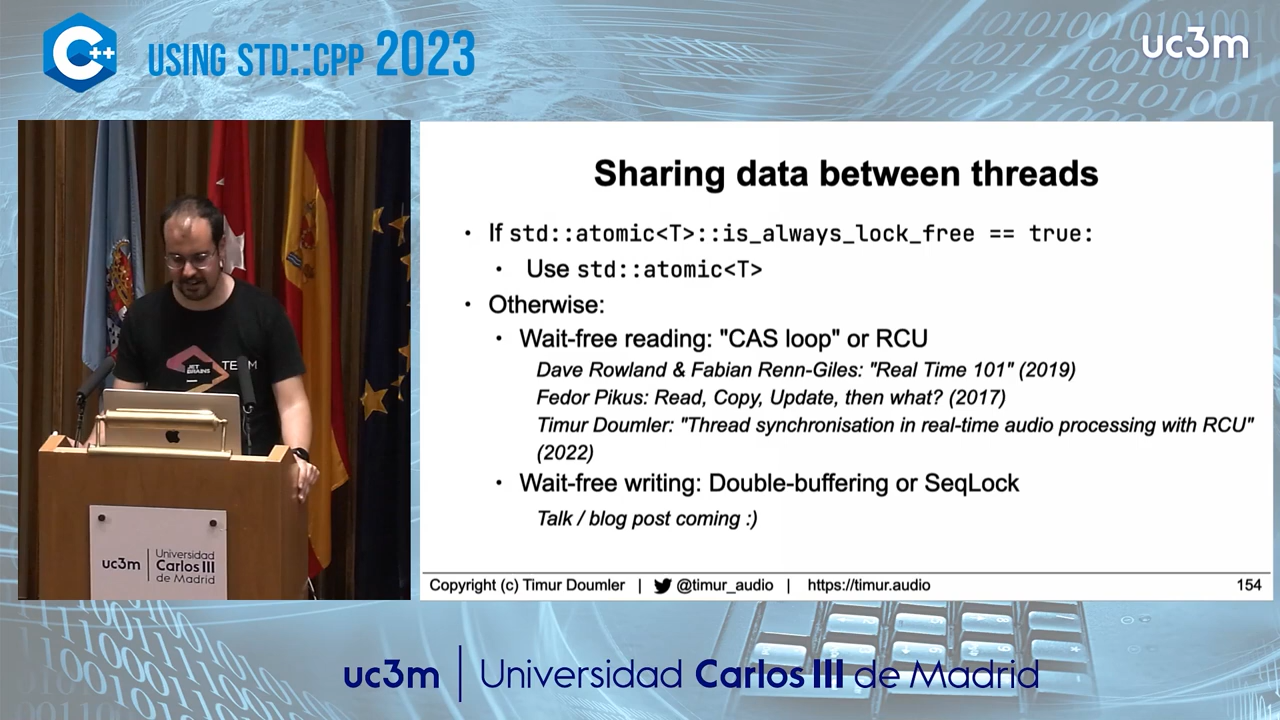 C++
USING STD::CPP 2023
uc3m
Sharing data between threads
• If std::atomic<T>::is_always_lock_free == true:
• Use std::atomic<T>
• Otherwise:
• Wait-free reading: "CAS loop" or RCU
Dave Rowland & Fabian Renn-Giles: "Real Time 101" (2019)
Fedor Pikus: Read, Copy, Update, then what? (2017)
Timur Doumler: "Thread synchronisation in real-time audio processing with RCU"
(2022)
• Wait-free writing: Double-buffering or SeqLock
Talk / blog post coming :)
Copyright (c) Timur Doumler | @timur_audio | https://timur.audio 154
JET
BRAINS
uc3m
Universidad
Carlos III
de Madrid
uc3m | Universidad Carlos III de Madrid